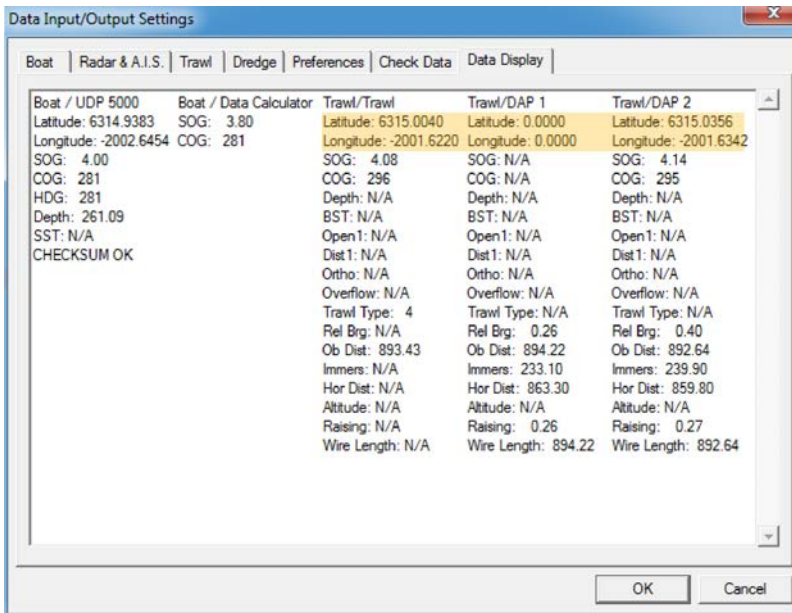 Data Input/Output Settings
Boat Radar & A.I.S. Trawl Dredge Preferences Check Data Data Display
Boat / UDP 5000 Boat / Data Calculator Trawl/Trawl Trawl/DAP 1 Trawl/DAP 2
Latitude: 6314.9383 SOG: 3.80 Latitude: 6315.0040 Latitude: 0.0000 Latitude: 6315.0356
Longitude: -2002.6454 COG: 281 Longitude: -2001.6220 Longitude: 0.0000 Longitude: -2001.6342
SOG: 4.00 SOG: 4.08 SOG: N/A SOG: 4.14
COG: 281 COG: 296 COG: N/A COG: 295
HDG: 281 Depth: N/A Depth: N/A Depth: N/A
Depth: 261.09 BST: N/A BST: N/A BST: N/A
SST: N/A Open1: N/A Open1: N/A Open1: N/A
CHECKSUM OK Dist1: N/A Dist1: N/A Dist1: N/A
Ortho: N/A Ortho: N/A Ortho: N/A
Overflow: N/A Overflow: N/A Overflow: N/A
Trawl Type: 4 Trawl Type: N/A Trawl Type: N/A
Rel Brg: N/A Rel Brg: 0.26 Rel Brg: 0.40
Ob Dist: 893.43 Ob Dist: 894.22 Ob Dist: 892.64
Immers: N/A Immers: 233.10 Immers: 239.90
Hor Dist: N/A Hor Dist: 863.30 Hor Dist: 859.80
Altitude: N/A Altitude: N/A Altitude: N/A
Raising: N/A Raising: 0.26 Raising: 0.27
Wire Length: N/A Wire Length: 894.22 Wire Length: 892.64
OK Cancel